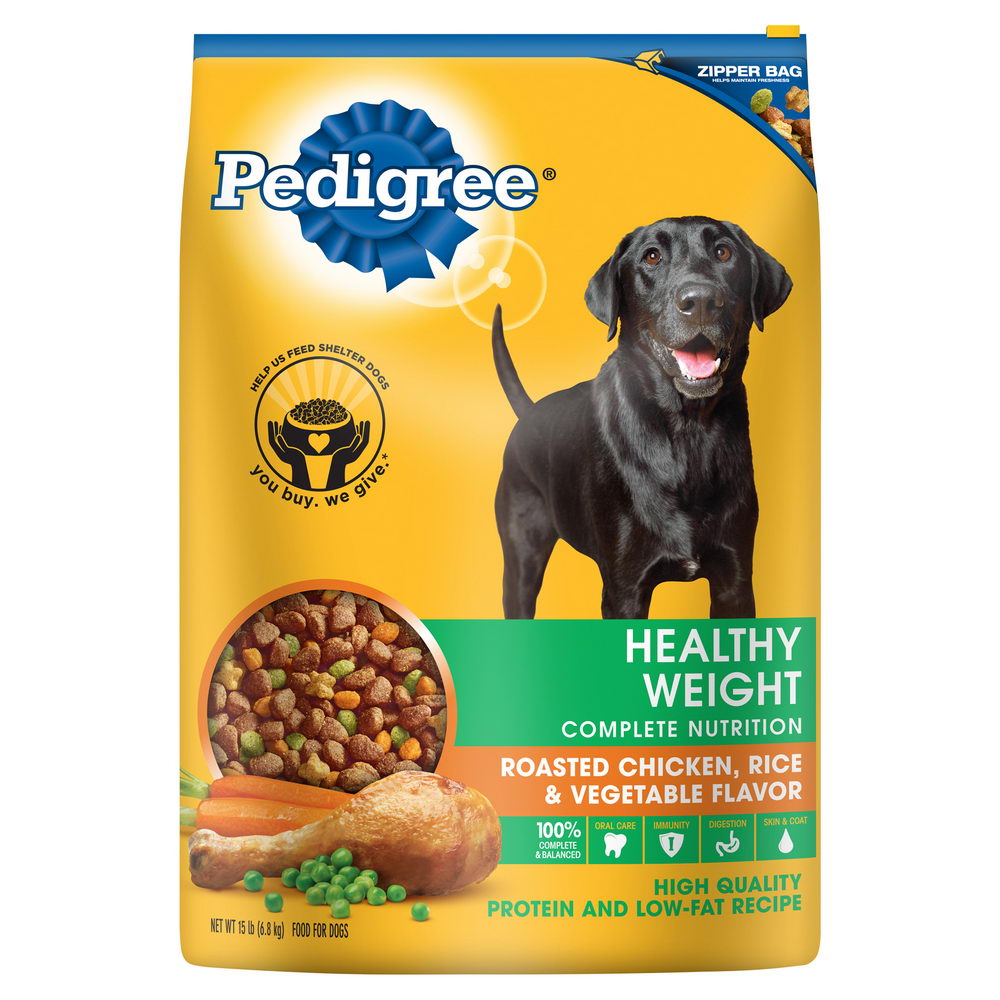 ZIPPER BAG
HELPS MAINTAIN FRESHNESS
Pedigree®
HELP US FEED SHELTER DOGS
you buy. we give.*
HEALTHY
WEIGHT
COMPLETE NUTRITION
ROASTED CHICKEN, RICE
& VEGETABLE FLAVOR
100%
COMPLETE
& BALANCED
ORAL CARE
IMMUNITY
DIGESTION
SKIN & COAT
HIGH QUALITY
PROTEIN AND LOW-FAT RECIPE
NET WT 15 lb (6.8 kg) FOOD FOR DOGS